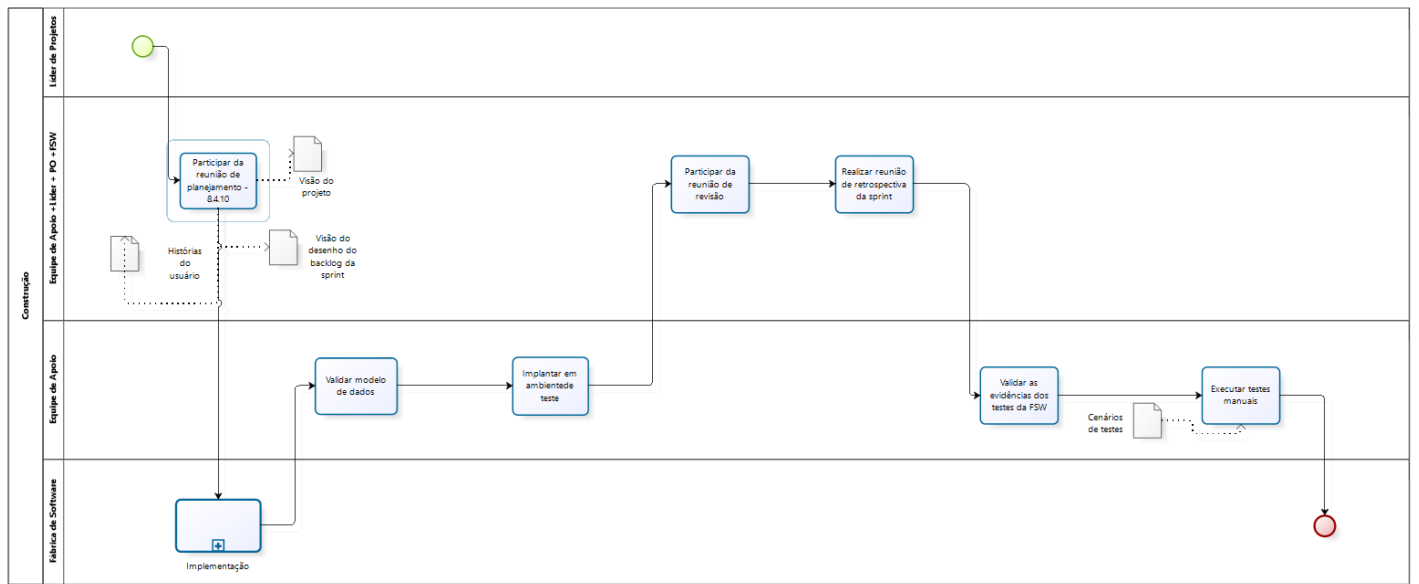 Construção
Líder de Projetos
Equipe de Apoio +Líder + PO +FSW
Participar da
reunião de
planejamento -
8.4.10
Visão do
projeto
Histórias
do
usuário
Visão do
desenho do
backlog da
sprint
Participar da
reunião de
revisão
Realizar reunião
de retrospectiva
da sprint
Equipe de Apoio
Validar modelo
de dados
Implantar em
ambientede
teste
Validar as
evidências dos
testes da FSW
Cenários
de testes
Executar testes
manuais
Fábrica de Software
Implementação